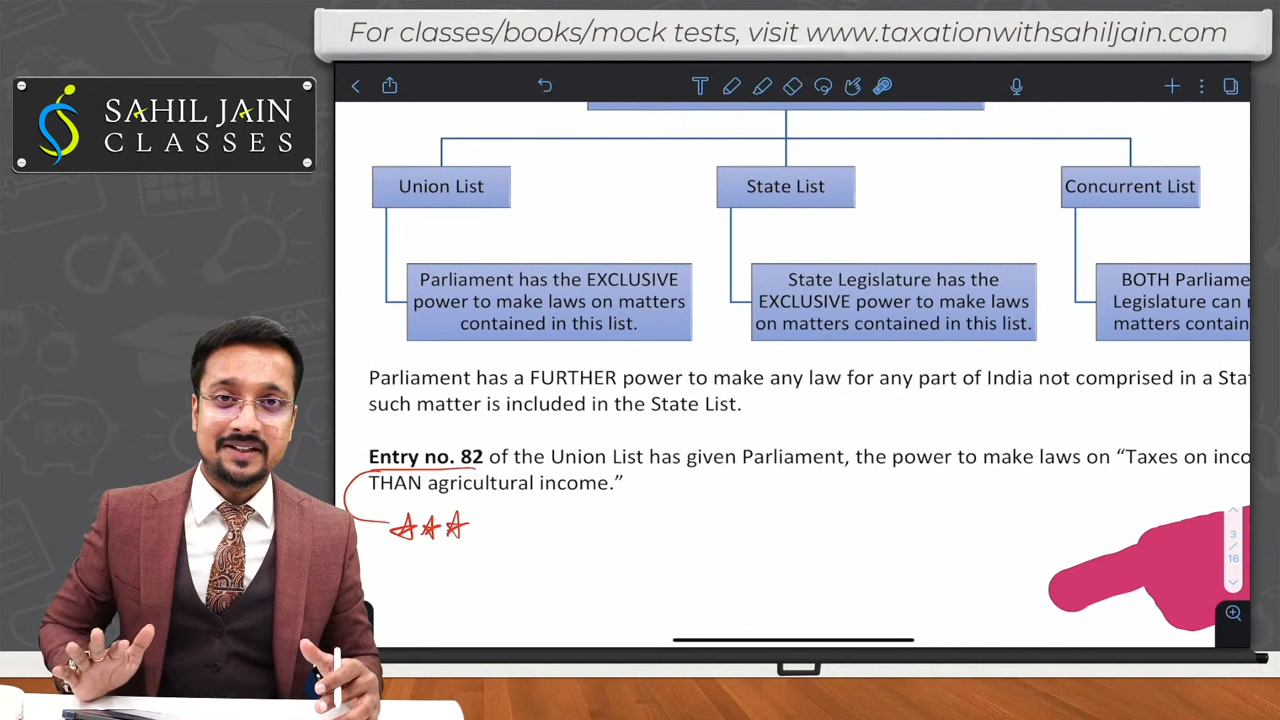 For classes/books/mock tests, visit www.taxationwithsahiljain.com
SAHIL JAIN
CLASSES
Union List
State List
Concurrent List
Parliament has the EXCLUSIVE
power to make laws on matters
contained in this list.
State Legislature has the
EXCLUSIVE power to make laws
on matters contained in this list.
BOTH Parliame
Legislature can
matters contain
Parliament has a FURTHER power to make any law for any part of India not comprised in a Sta
such matter is included in the State List.
Entry no. 82 of the Union List has given Parliament, the power to make laws on “Taxes on inco
THAN agricultural income.”
3
/
16